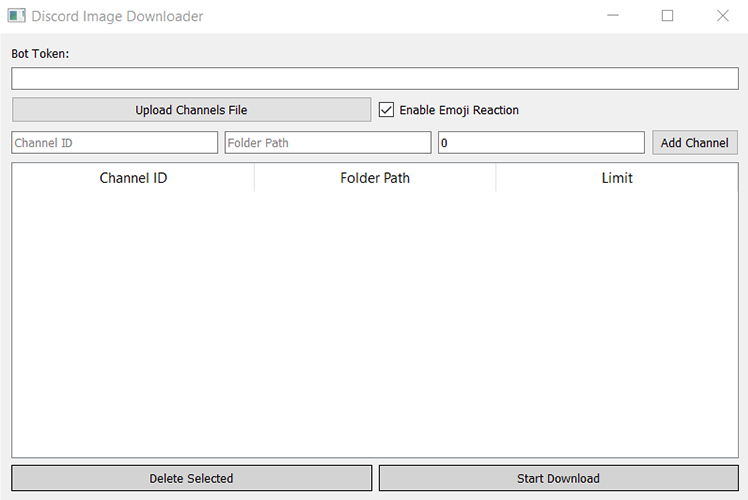 Discord Image Downloader
Bot Token:
Upload Channels File Enable Emoji Reaction
Channel ID Folder Path 0 Add Channel
Channel ID Folder Path Limit
Delete Selected Start Download